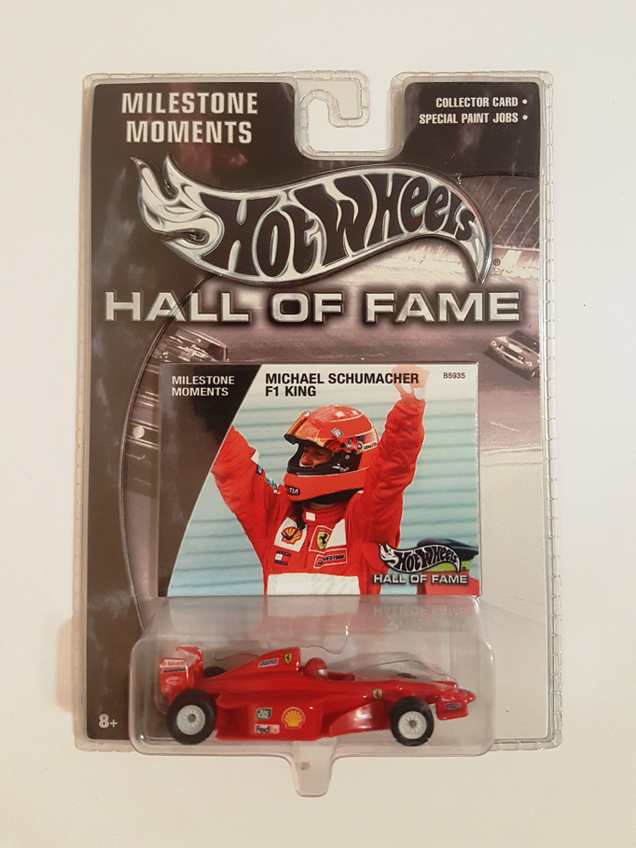 MILESTONE
MOMENTS
COLLECTOR CARD •
SPECIAL PAINT JOBS •
HOT WHEELS
®
HALL OF FAME
MILESTONE
MOMENTS
MICHAEL SCHUMACHER
F1 KING
B5935
HOT WHEELS
HALL OF FAME
8+
FedEx